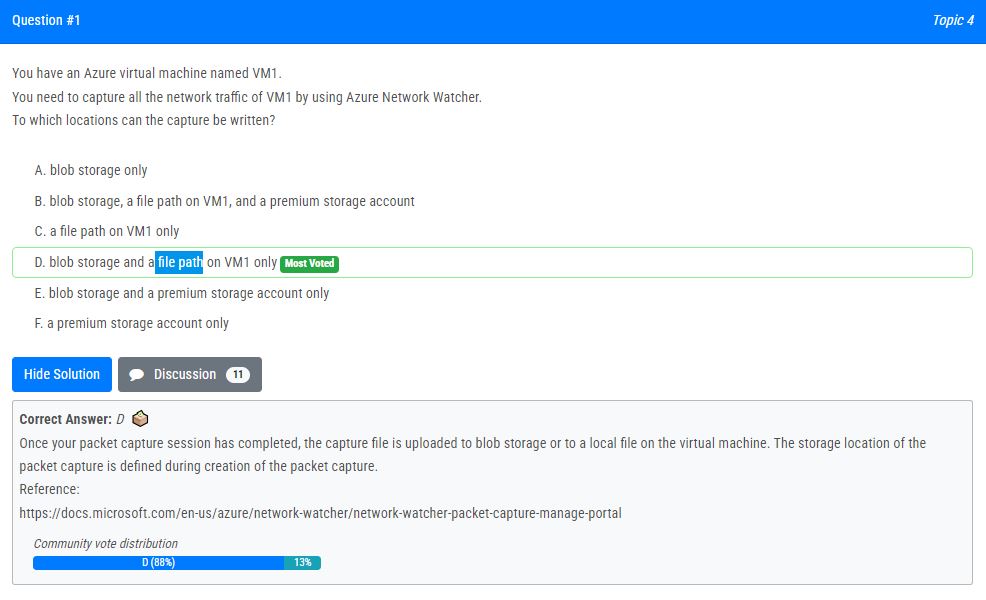 Question #1
Topic 4
You have an Azure virtual machine named VM1.
You need to capture all the network traffic of VM1 by using Azure Network Watcher.
To which locations can the capture be written?
A. blob storage only
B. blob storage, a file path on VM1, and a premium storage account
C. a file path on VM1 only
D. blob storage and a file path on VM1 only Most Voted
E. blob storage and a premium storage account only
F. a premium storage account only
Hide Solution
Discussion 11
Correct Answer: D
Once your packet capture session has completed, the capture file is uploaded to blob storage or to a local file on the virtual machine. The storage location of the
packet capture is defined during creation of the packet capture.
Reference:
https://docs.microsoft.com/en-us/azure/network-watcher/network-watcher-packet-capture-manage-portal
Community vote distribution
D (88%) 13%